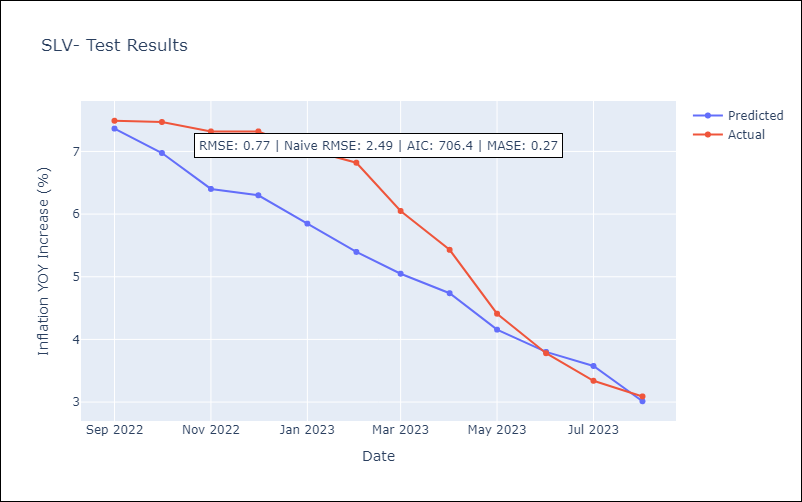 SLV- Test Results
Predicted
Actual
RMSE: 0.77 | Naive RMSE: 2.49 | AIC: 706.4 | MASE: 0.27
Inflation YOY Increase (%)
7
6
5
4
3
Sep 2022 Nov 2022 Jan 2023 Mar 2023 May 2023 Jul 2023
Date